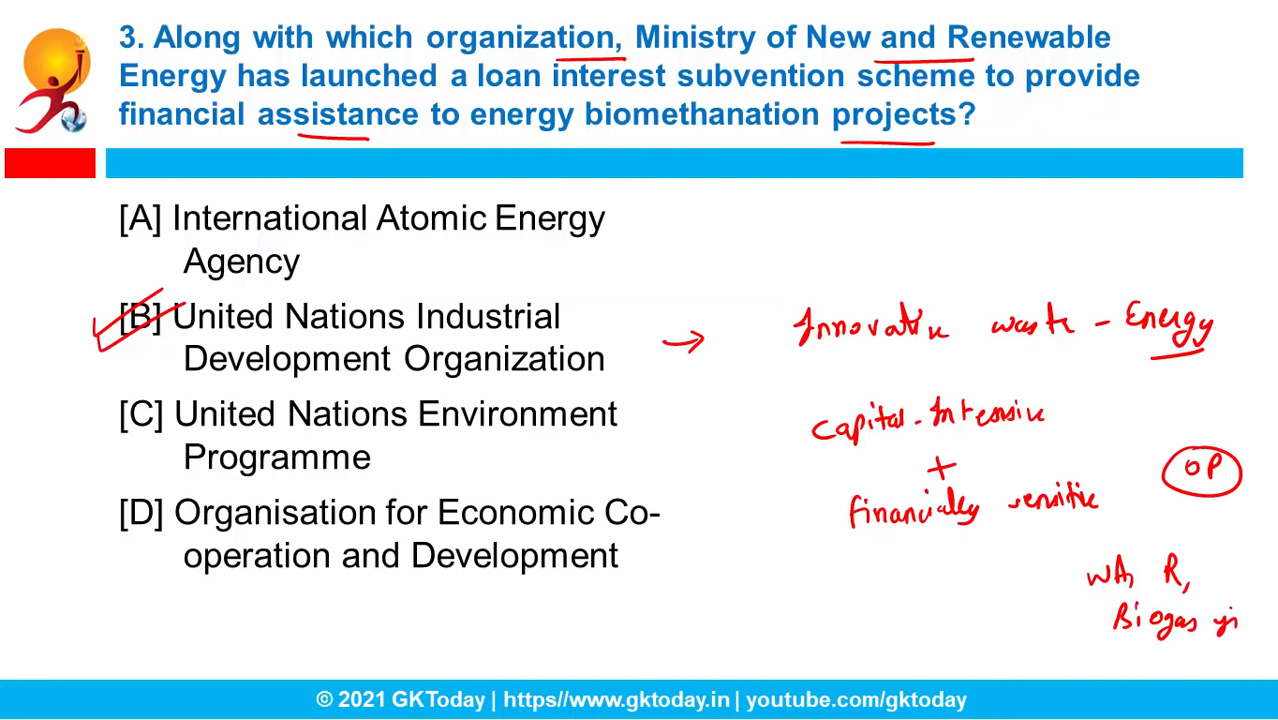 3. Along with which organization, Ministry of New and Renewable
Energy has launched a loan interest subvention scheme to provide
financial assistance to energy biomethanation projects?
[A] International Atomic Energy
Agency
[B] United Nations Industrial
Development Organization
[C] United Nations Environment
Programme
[D] Organisation for Economic Co-
operation and Development
Innovative waste - Energy
Capital - Intensive
+
financially sensitive
OP
R,
Biogas
© 2021 GKToday | https//www.gktoday.in | youtube.com/gktoday